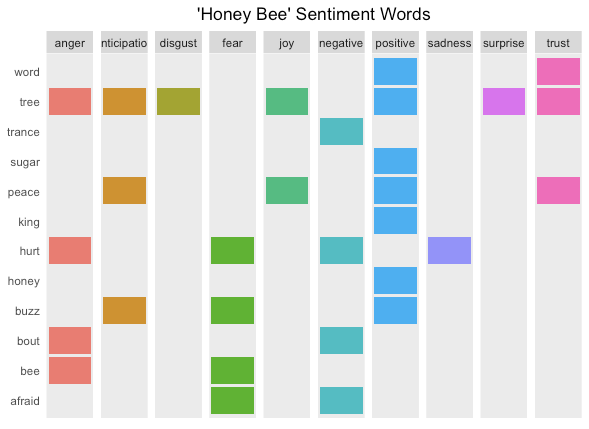 'Honey Bee' Sentiment Words
anger nticipatio disgust fear joy negative positive sadness surprise trust
word
tree
trance
sugar
peace
king
hurt
honey
buzz
bout
bee
afraid